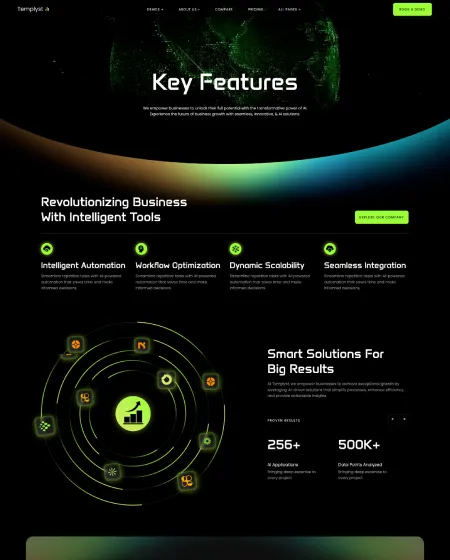 Templyst .ai
DEMOS
ABOUT US
COMPANY
PRICING
ALL PAGES
BOOK A DEMO
Key Features
We empower businesses to unlock their full potential with the transformative power of AI.
Experience the future of business growth with seamless, innovative, & AI solutions.
Revolutionizing Business
With Intelligent Tools
EXPLORE OUR COMPANY
Intelligent Automation
Streamline repetitive tasks with AI-powered
automation that saves time and make
informed decisions.
Workflow Optimization
Streamline repetitive tasks with AI-powered
automation that saves time and make
informed decisions.
Dynamic Scalability
Streamline repetitive tasks with AI-powered
automation that saves time and make
informed decisions.
Seamless Integration
Streamline repetitive tasks with AI-powered
automation that saves time and make
informed decisions.
Smart Solutions For
Big Results
At Templyst, we empower businesses to achieve exceptional growth by
leveraging AI-driven solutions that simplify processes, enhance efficiency,
and provide actionable insights.
PROVEN RESULTS
256+
AI Applications
Bringing deep expertise to
every project.
500K+
Data Points Analyzed
Bringing deep expertise to
every project.